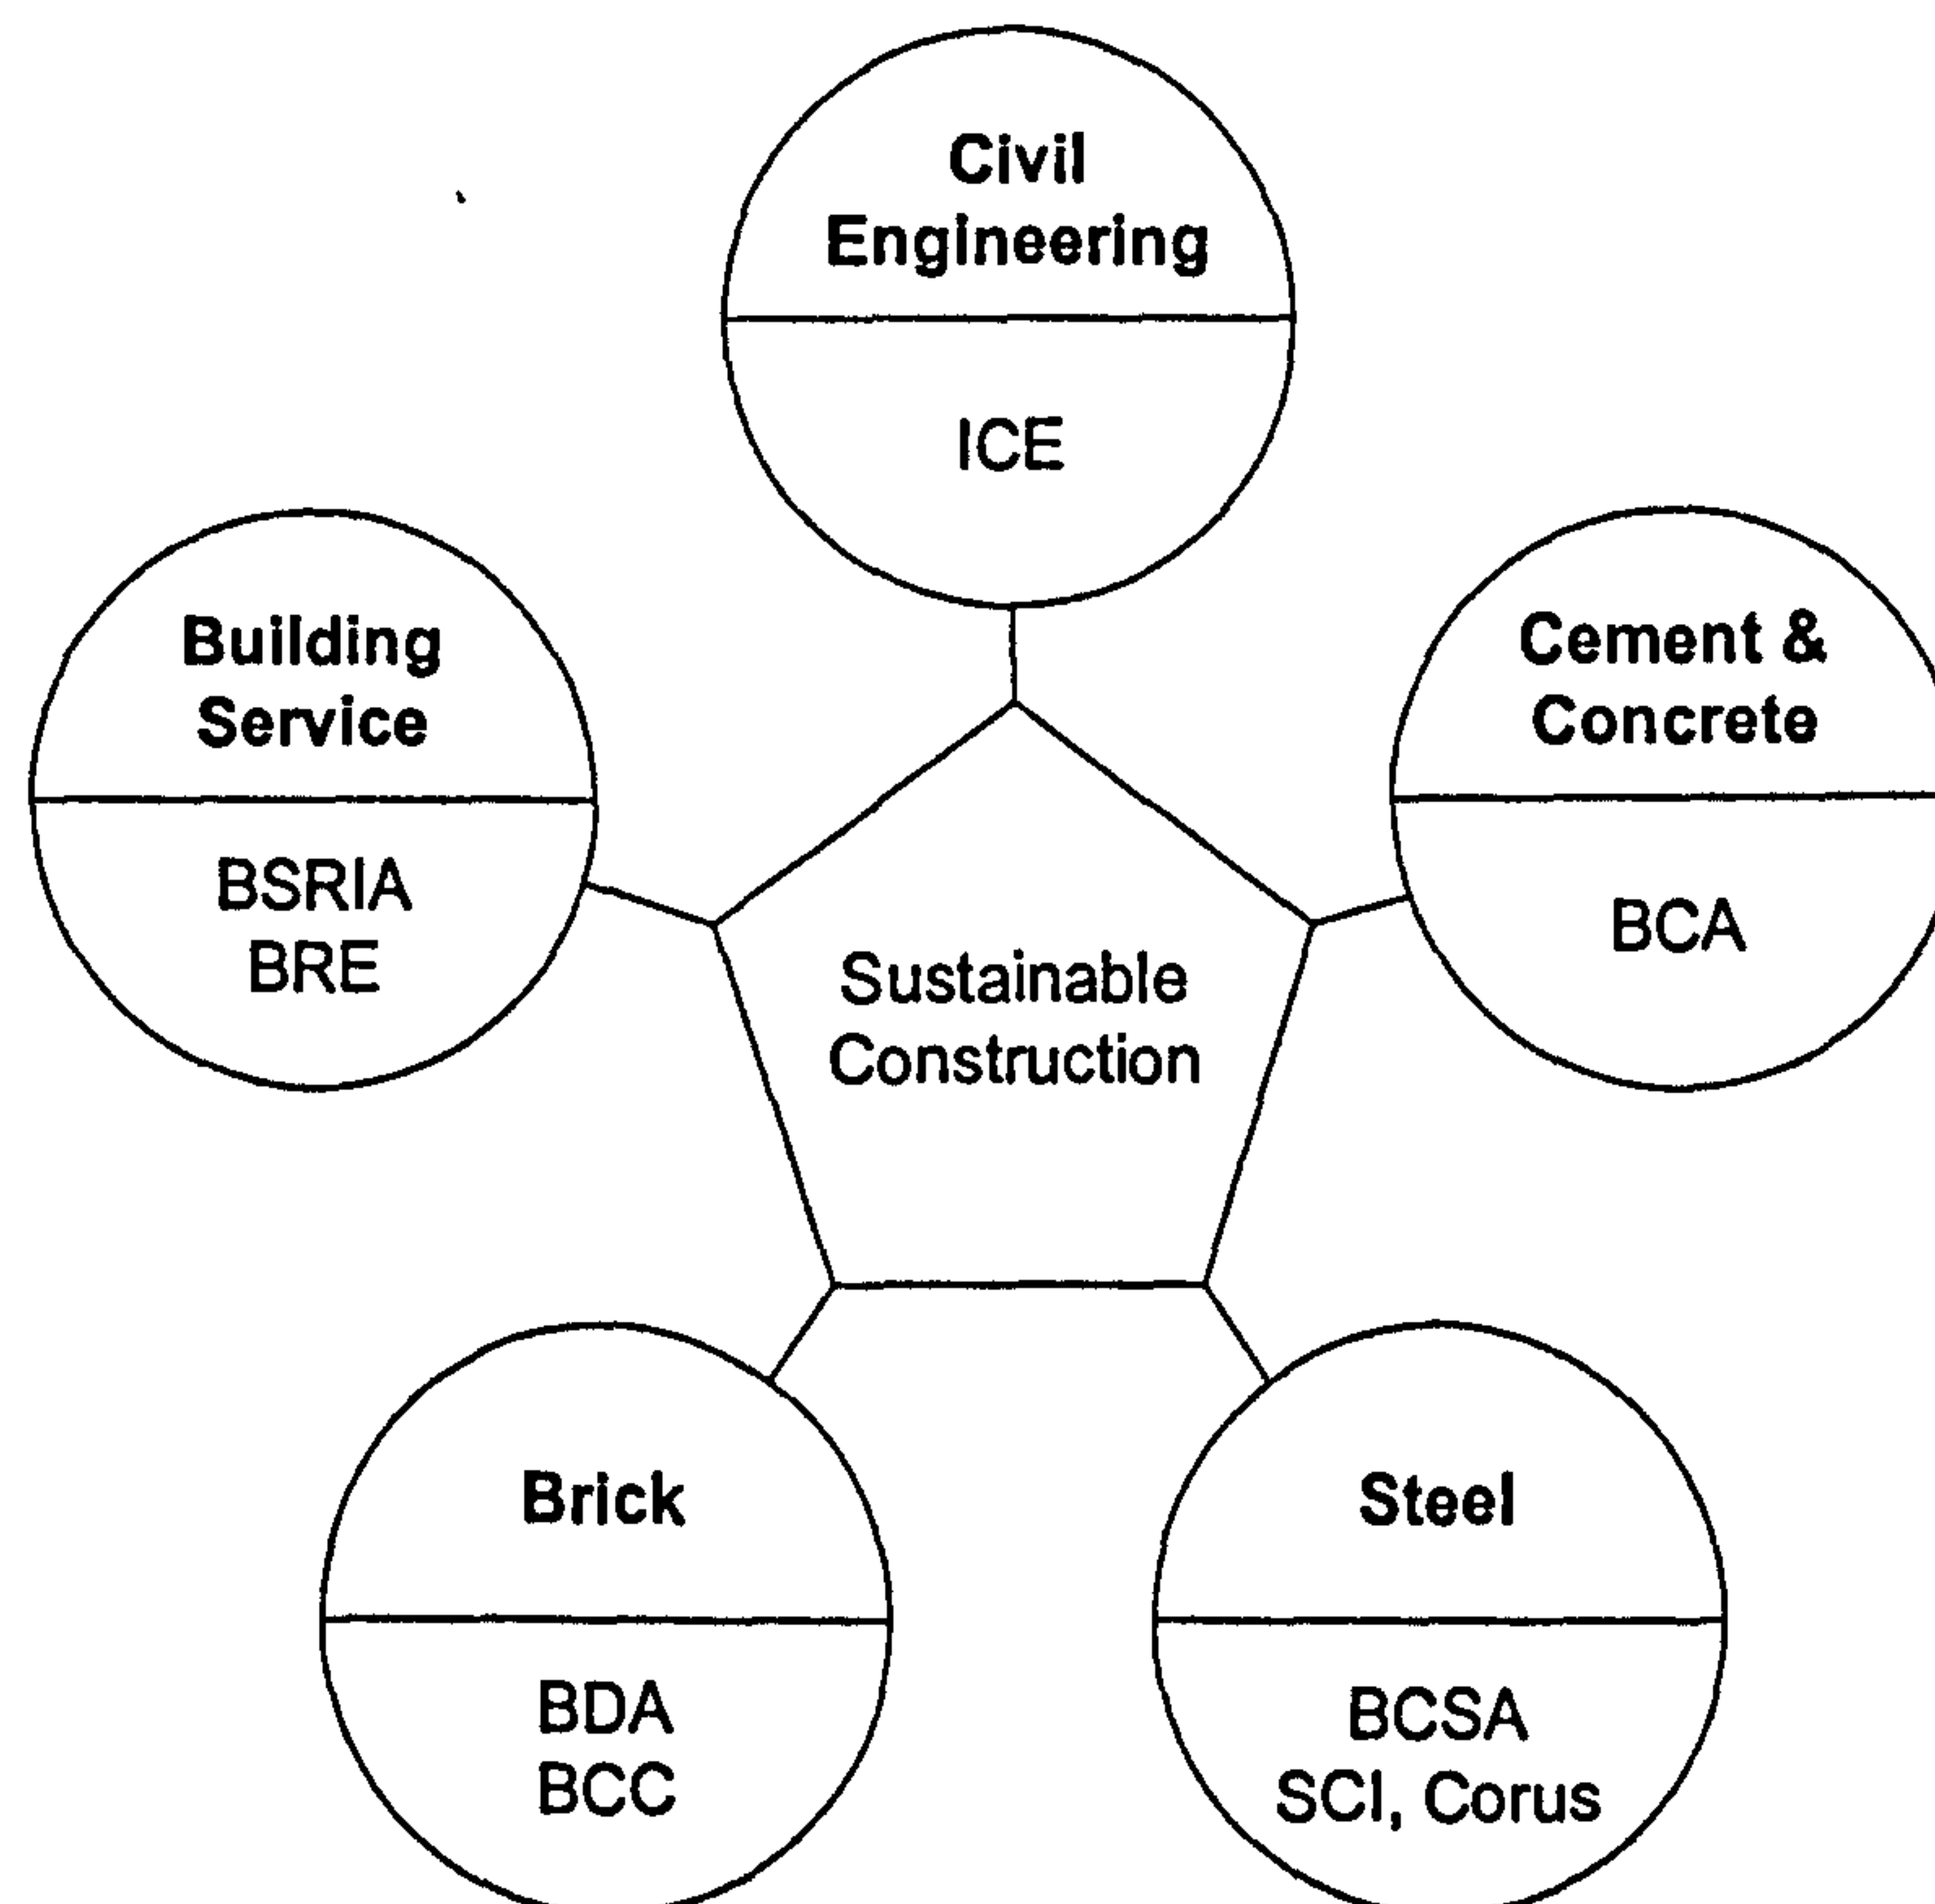 Civil
Engineering
ICE
Building
Service
BSRIA
BRE
Cement &
Concrete
BCA
Sustainable
Construction
Brick
BDA
BCC
Steel
BCSA
SCI, Corus